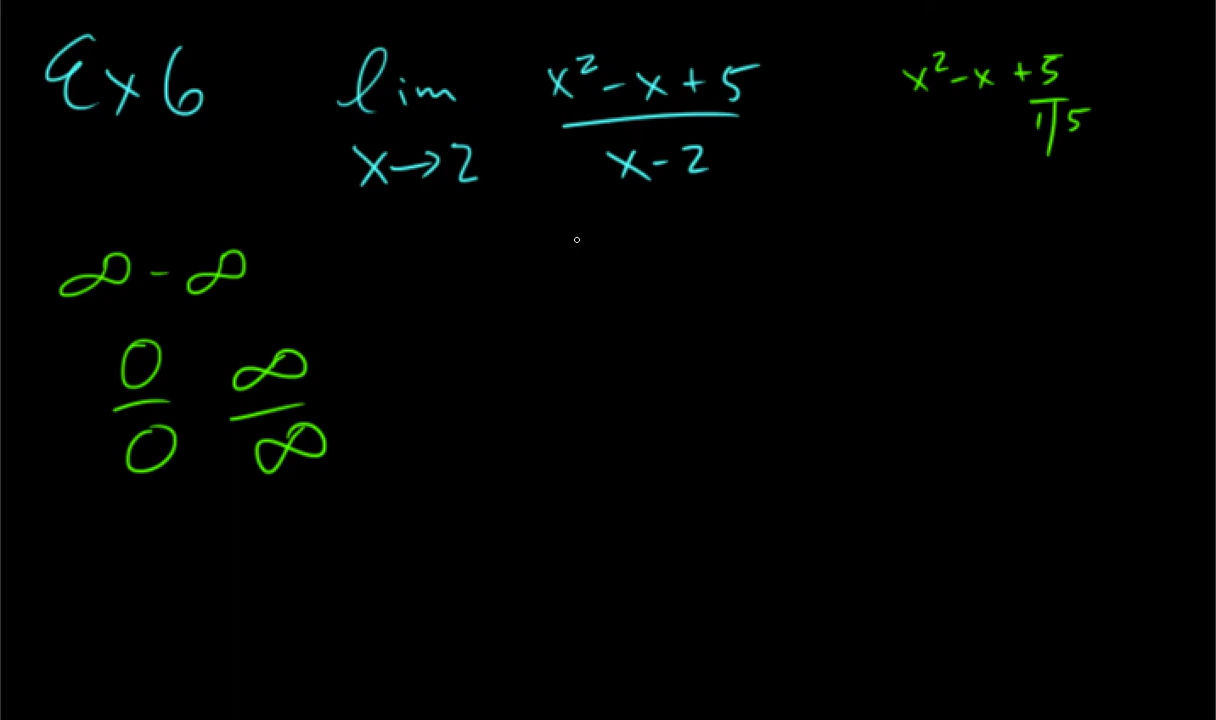 Ex 6
lim x→2 (x² - x + 5)/(x - 2)
x² - x + 5
1 | 5
∞ - ∞
0/0 ∞/∞